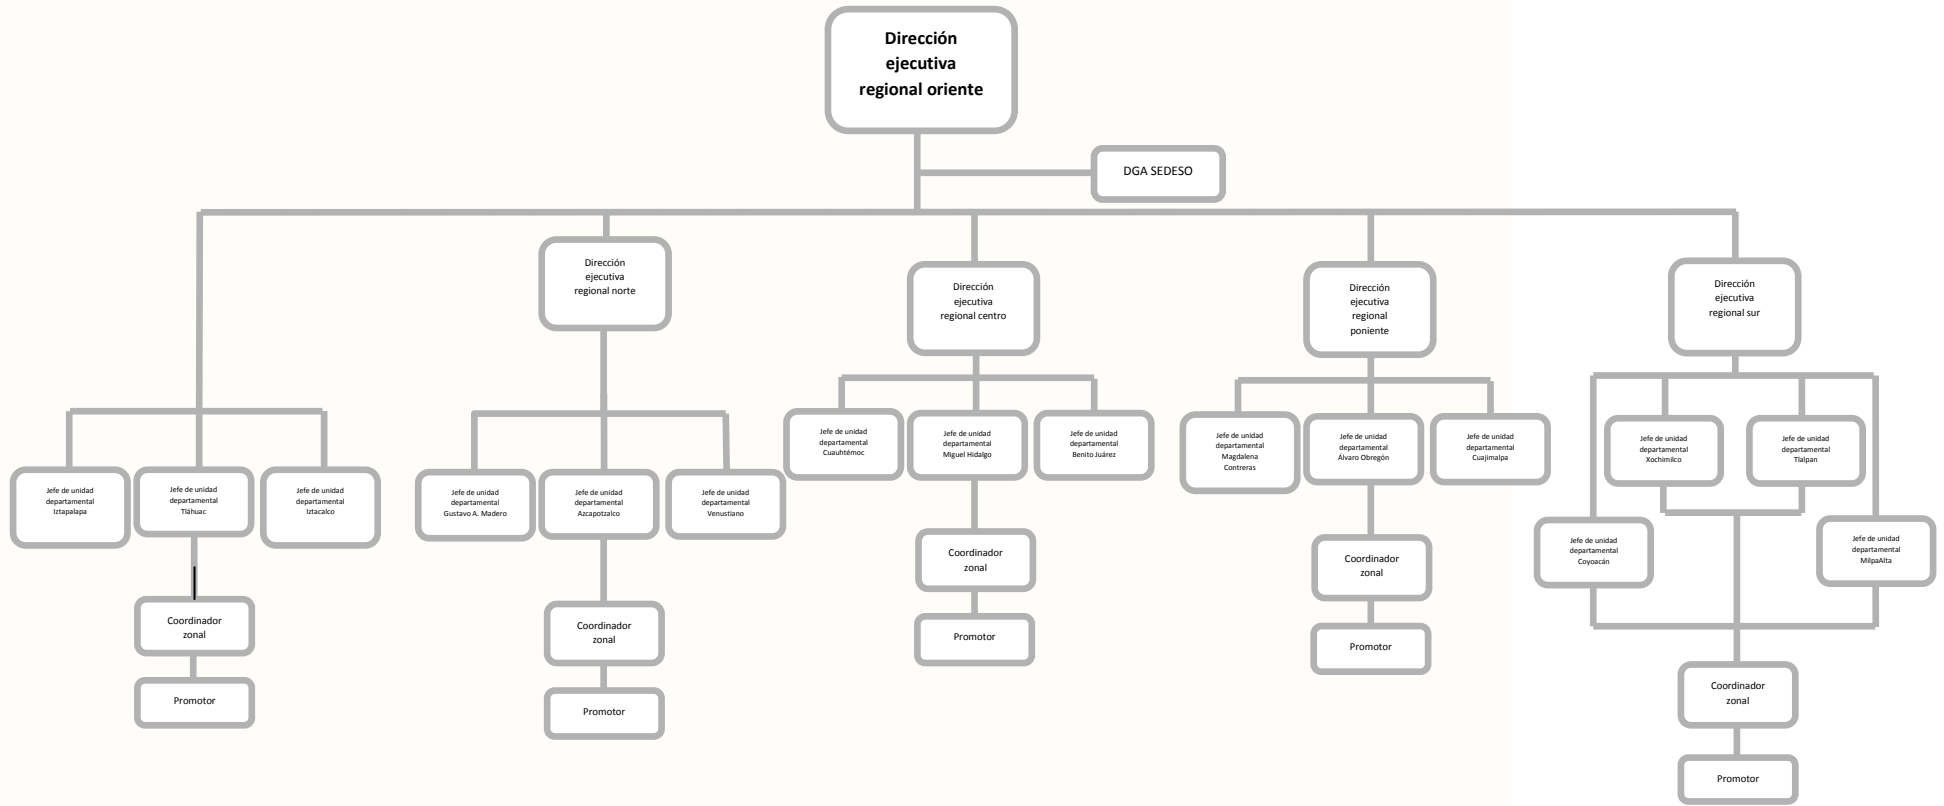 Dirección
ejecutiva
regional oriente
DGA SEDESO
Dirección
ejecutiva
regional norte
Dirección
ejecutiva
regional centro
Dirección
ejecutiva
regional
poniente
Dirección
ejecutiva
regional sur
Jefe de unidad
departamental
Iztapalapa
Jefe de unidad
departamental
Tláhuac
Jefe de unidad
departamental
Iztacalco
Jefe de unidad
departamental
Gustavo A. Madero
Jefe de unidad
departamental
Azcapotzalco
Jefe de unidad
departamental
Venustiano
Jefe de unidad
departamental
Cuauhtémoc
Jefe de unidad
departamental
Miguel Hidalgo
Jefe de unidad
departamental
Benito Juárez
Jefe de unidad
departamental
Magdalena
Contreras
Jefe de unidad
departamental
Álvaro Obregón
Jefe de unidad
departamental
Cuajimalpa
Jefe de unidad
departamental
Xochimilco
Jefe de unidad
departamental
Tlalpan
Jefe de unidad
departamental
Coyoacán
Jefe de unidad
departamental
MilpaAlta
Coordinador
zonal
Promotor
Coordinador
zonal
Promotor
Coordinador
zonal
Promotor
Coordinador
zonal
Promotor
Coordinador
zonal
Promotor